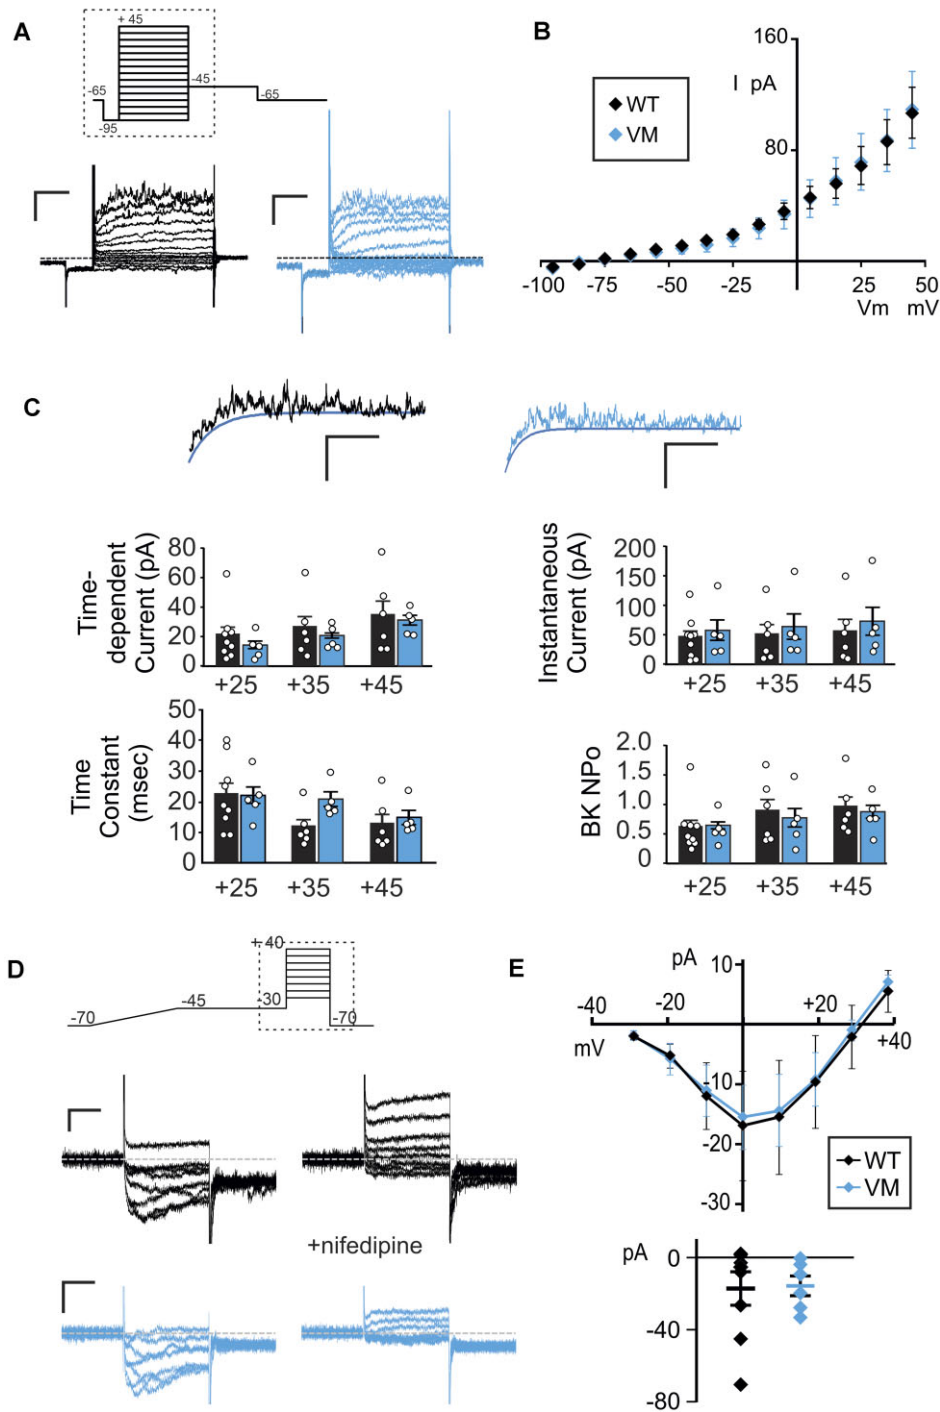 A
+ 45
-65
-95
-45
-65
B
160
I pA
WT
VM
80
-100
-75
-50
-25
25
50
Vm mV
C
Time-
dependent
Current (pA)
80
60
40
20
0
+25
+35
+45
Instantaneous
Current (pA)
200
150
100
50
0
+25
+35
+45
Time
Constant
(msec)
50
40
30
20
10
0
+25
+35
+45
BK NPo
2.0
1.5
1.0
0.5
0
+25
+35
+45
D
+ 40
-70
-45
-30
-70
+nifedipine
E
pA
10
-40
-20
+20
+40
mV
-10
-20
-30
WT
VM
pA
0
-40
-80